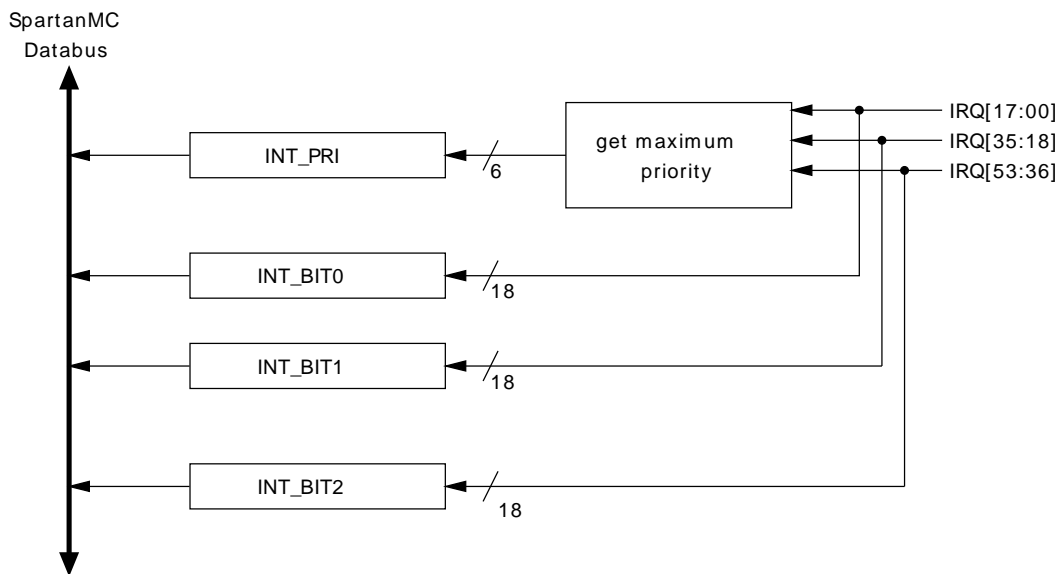 SpartanMC
Databus
IRQ[17:00]
get maximum
IRQ[35:18]
INT_PRI
priority
IRQ[53:36]
6
INT_BIT0
18
INT_BIT1
18
INT_BIT2
18